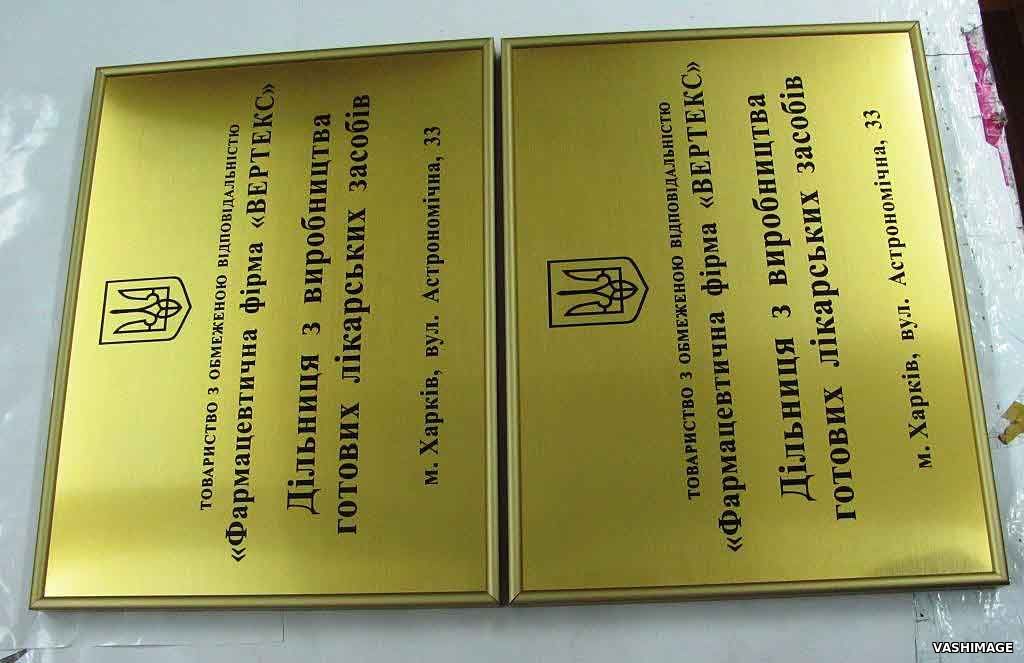 ТОВАРИСТВО З ОБМЕЖЕНОЮ ВІДПОВІДАЛЬНІСТЮ
«Фармацевтична фірма «ВЕРТЕКС»
Дільниця з виробництва
готових лікарських засобів
м. Харків, вул. Астрономічна, 33
ТОВАРИСТВО З ОБМЕЖЕНОЮ ВІДПОВІДАЛЬНІСТЮ
«Фармацевтична фірма «ВЕРТЕКС»
Дільниця з виробництва
готових лікарських засобів
м. Харків, вул. Астрономічна, 33
VASHIMAGE